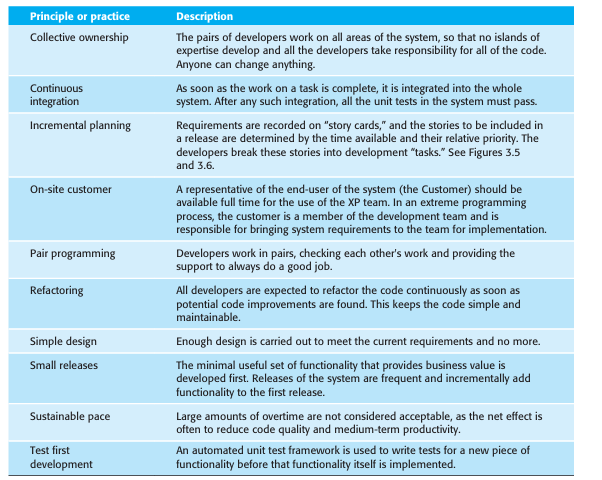 Principle or practice Description
Collective ownership The pairs of developers work on all areas of the system, so that no islands of
expertise develop and all the developers take responsibility for all of the code.
Anyone can change anything.
Continuous As soon as the work on a task is complete, it is integrated into the whole
integration system. After any such integration, all the unit tests in the system must pass.
Incremental planning Requirements are recorded on “story cards,” and the stories to be included in
a release are determined by the time available and their relative priority. The
developers break these stories into development “tasks.” See Figures 3.5
and 3.6.
On-site customer A representative of the end-user of the system (the Customer) should be
available full time for the use of the XP team. In an extreme programming
process, the customer is a member of the development team and is
responsible for bringing system requirements to the team for implementation.
Pair programming Developers work in pairs, checking each other's work and providing the
support to always do a good job.
Refactoring All developers are expected to refactor the code continuously as soon as
potential code improvements are found. This keeps the code simple and
maintainable.
Simple design Enough design is carried out to meet the current requirements and no more.
Small releases The minimal useful set of functionality that provides business value is
developed first. Releases of the system are frequent and incrementally add
functionality to the first release.
Sustainable pace Large amounts of overtime are not considered acceptable, as the net effect is
often to reduce code quality and medium-term productivity.
Test first An automated unit test framework is used to write tests for a new piece of
development functionality before that functionality itself is implemented.